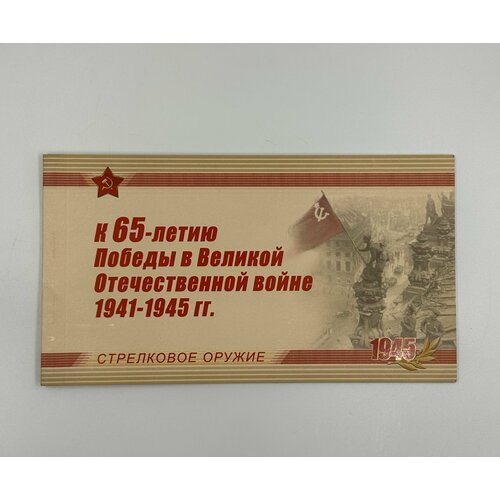 К 65-летию
Победы в Великой
Отечественной войне
1941-1945 гг.
СТРЕЛКОВОЕ ОРУЖИЕ
1945